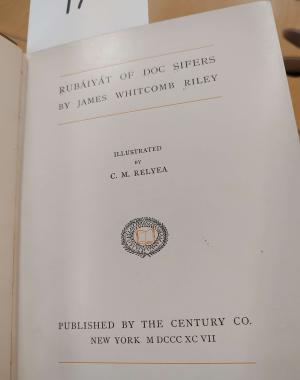 RUBÁIYÁT OF DOC SIFERS
BY JAMES WHITCOMB RILEY
ILLUSTRATED
BY
C. M. RELYEA
PUBLISHED BY THE CENTURY CO.
NEW YORK M DCCC XC VII